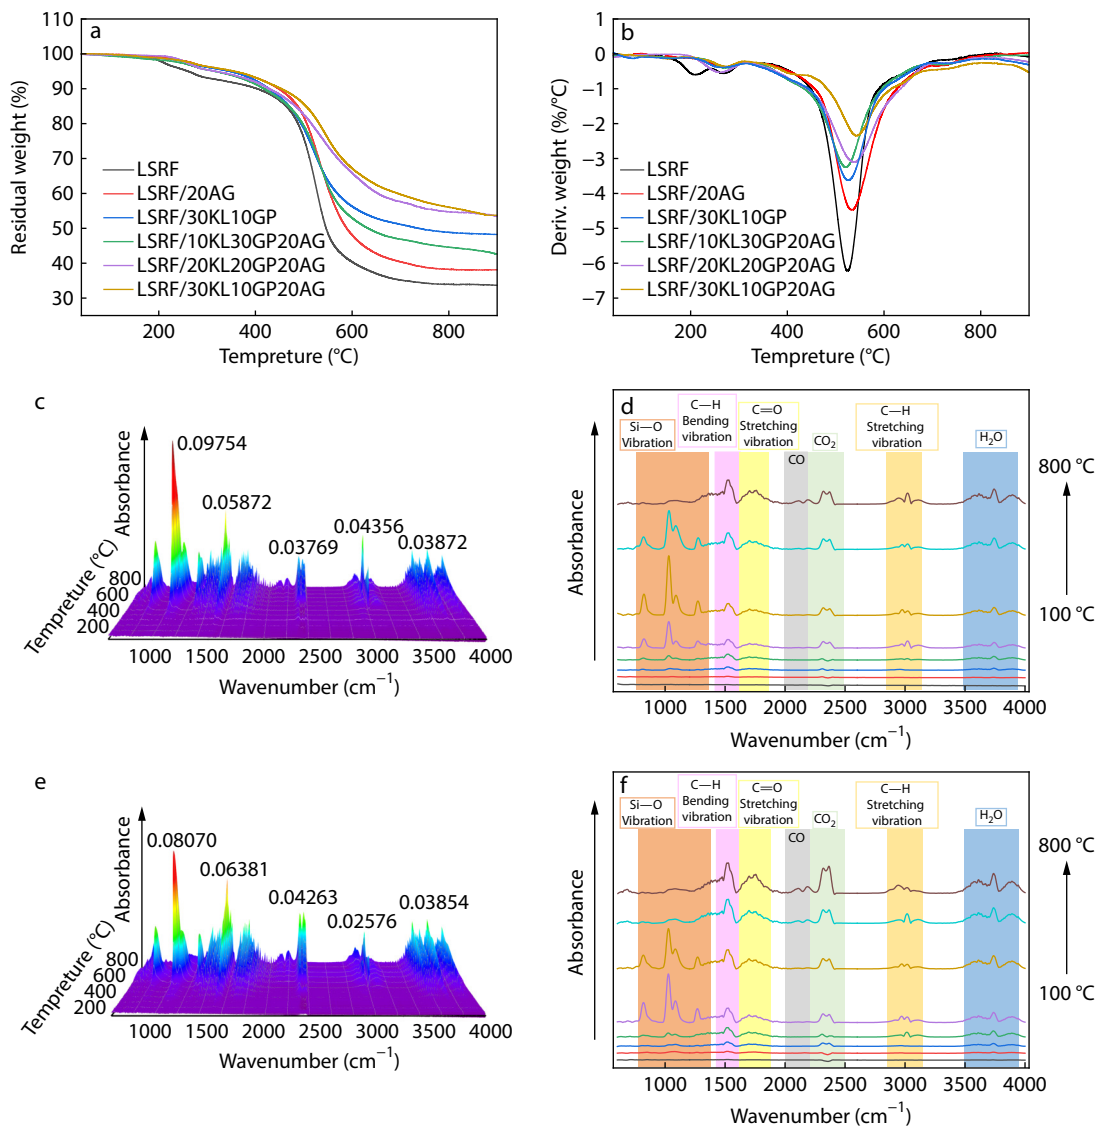 a
110
100
90
80
70
60
50
40
30
Residual weight (%)
LSRF
LSRF/20AG
LSRF/30KL10GP
LSRF/10KL30GP20AG
LSRF/20KL20GP20AG
LSRF/30KL10GP20AG
200 400 600 800
Tempreture (°C)
b
1
0
−1
−2
−3
−4
−5
−6
−7
Deriv. weight (%/°C)
LSRF
LSRF/20AG
LSRF/30KL10GP
LSRF/10KL30GP20AG
LSRF/20KL20GP20AG
LSRF/30KL10GP20AG
200 400 600 800
Tempreture (°C)
c
Absorbance
0.09754
0.05872
0.03769
0.04356
0.03872
Tempreture (°C)
800
600
400
200
1000 1500 2000 2500 3000 3500 4000
Wavenumber (cm⁻¹)
d
Absorbance
Si—O
Vibration
C—H
Bending
vibration
C=O
Stretching
vibration
CO
CO₂
C—H
Stretching
vibration
H₂O
800 °C
100 °C
1000 1500 2000 2500 3000 3500 4000
Wavenumber (cm⁻¹)
e
Absorbance
0.08070
0.06381
0.04263
0.02576
0.03854
Tempreture (°C)
800
600
400
200
1000 1500 2000 2500 3000 3500 4000
Wavenumber (cm⁻¹)
f
Absorbance
Si—O
Vibration
C—H
Bending
vibration
C=O
Stretching
vibration
CO
CO₂
C—H
Stretching
vibration
H₂O
800 °C
100 °C
1000 1500 2000 2500 3000 3500 4000
Wavenumber (cm⁻¹)